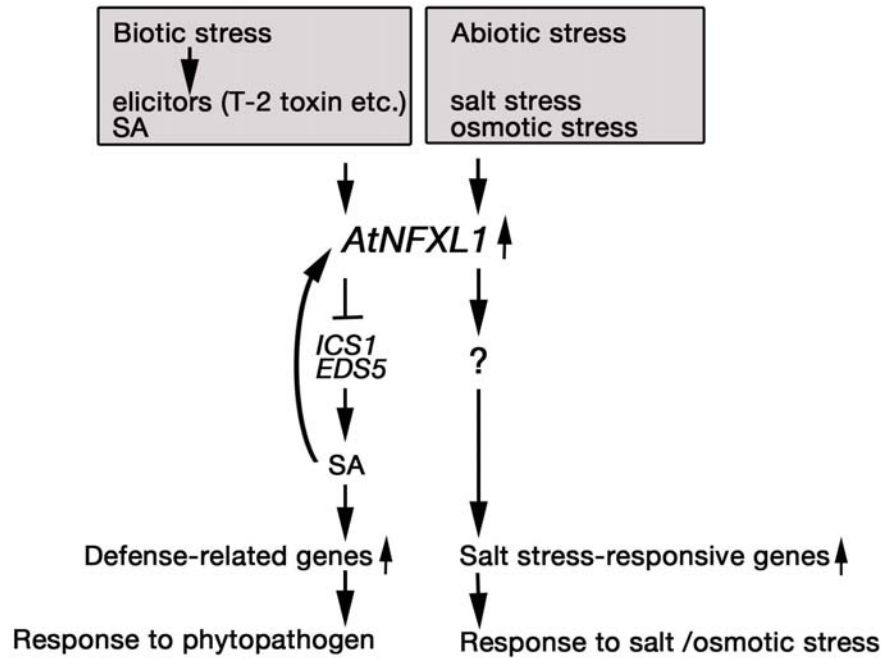 Biotic stress
elicitors (T-2 toxin etc.)
SA
Abiotic stress
salt stress
osmotic stress
AtNFXL1
ICS1
EDS5
?
SA
Defense-related genes
Salt stress-responsive genes
Response to phytopathogen
Response to salt /osmotic stress